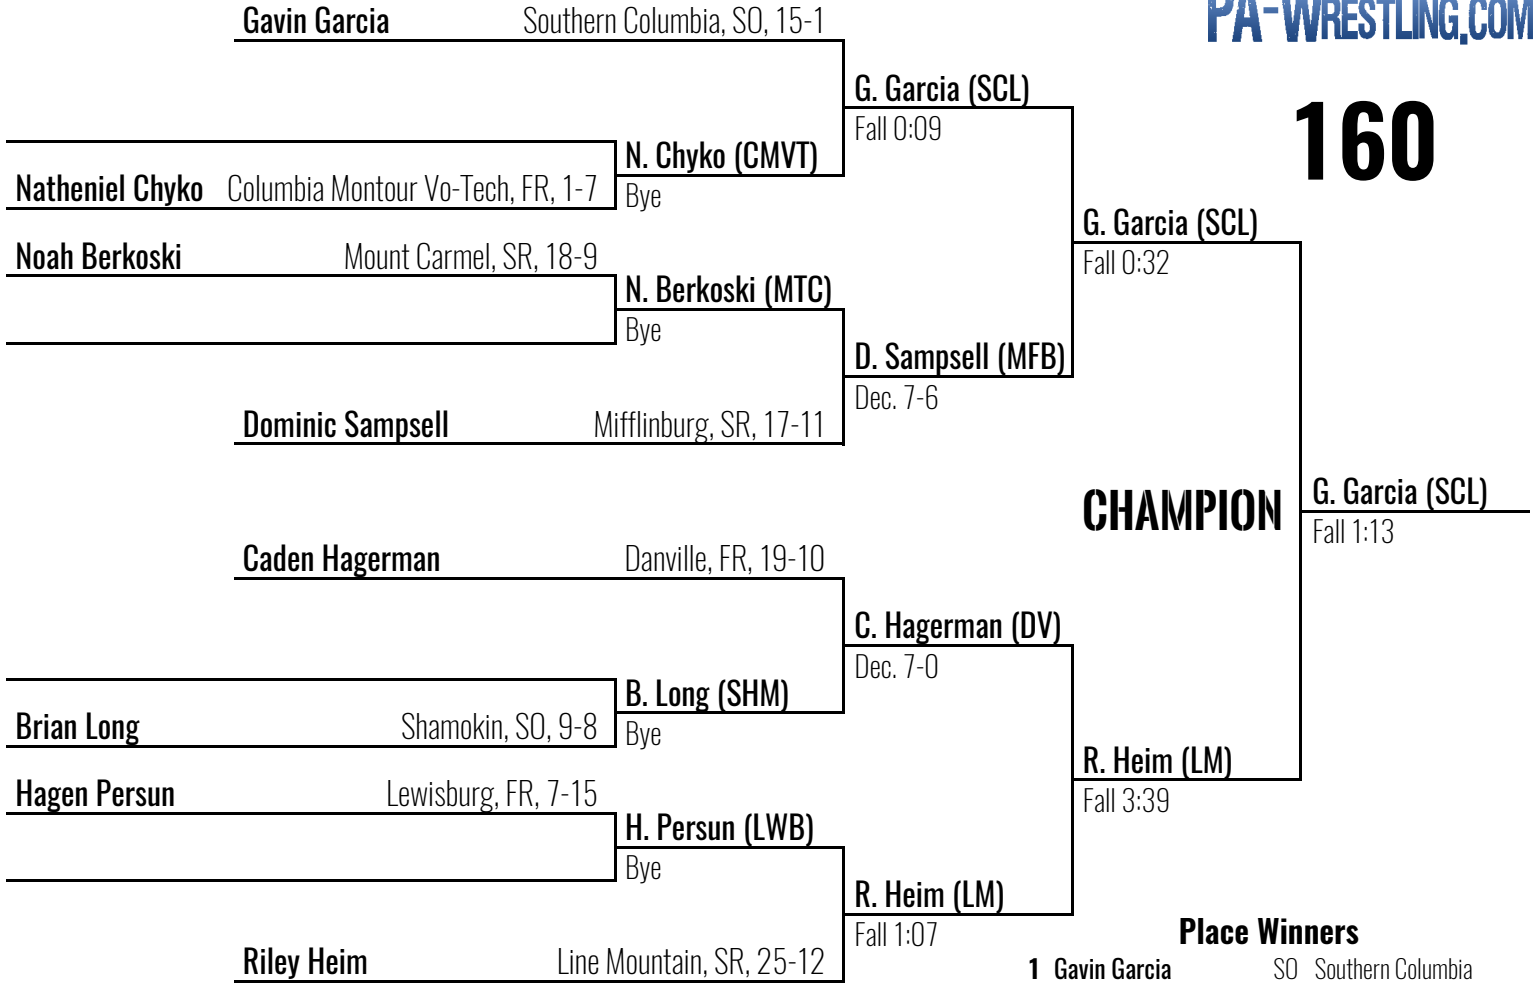 PA-WRESTLING.COM
160
Gavin Garcia Southern Columbia, SO, 15-1
G. Garcia (SCL)
Fall 0:09
N. Chyko (CMVT)
Bye
Natheniel Chyko Columbia Montour Vo-Tech, FR, 1-7
G. Garcia (SCL)
Fall 0:32
Noah Berkoski Mount Carmel, SR, 18-9
N. Berkoski (MTC)
Bye
D. Sampsell (MFB)
Dec. 7-6
Dominic Sampsell Mifflinburg, SR, 17-11
CHAMPION
G. Garcia (SCL)
Fall 1:13
Caden Hagerman Danville, FR, 19-10
C. Hagerman (DV)
Dec. 7-0
B. Long (SHM)
Bye
Brian Long Shamokin, SO, 9-8
R. Heim (LM)
Fall 3:39
Hagen Persun Lewisburg, FR, 7-15
H. Persun (LWB)
Bye
R. Heim (LM)
Fall 1:07
Riley Heim Line Mountain, SR, 25-12
Place Winners
1 Gavin Garcia SO Southern Columbia